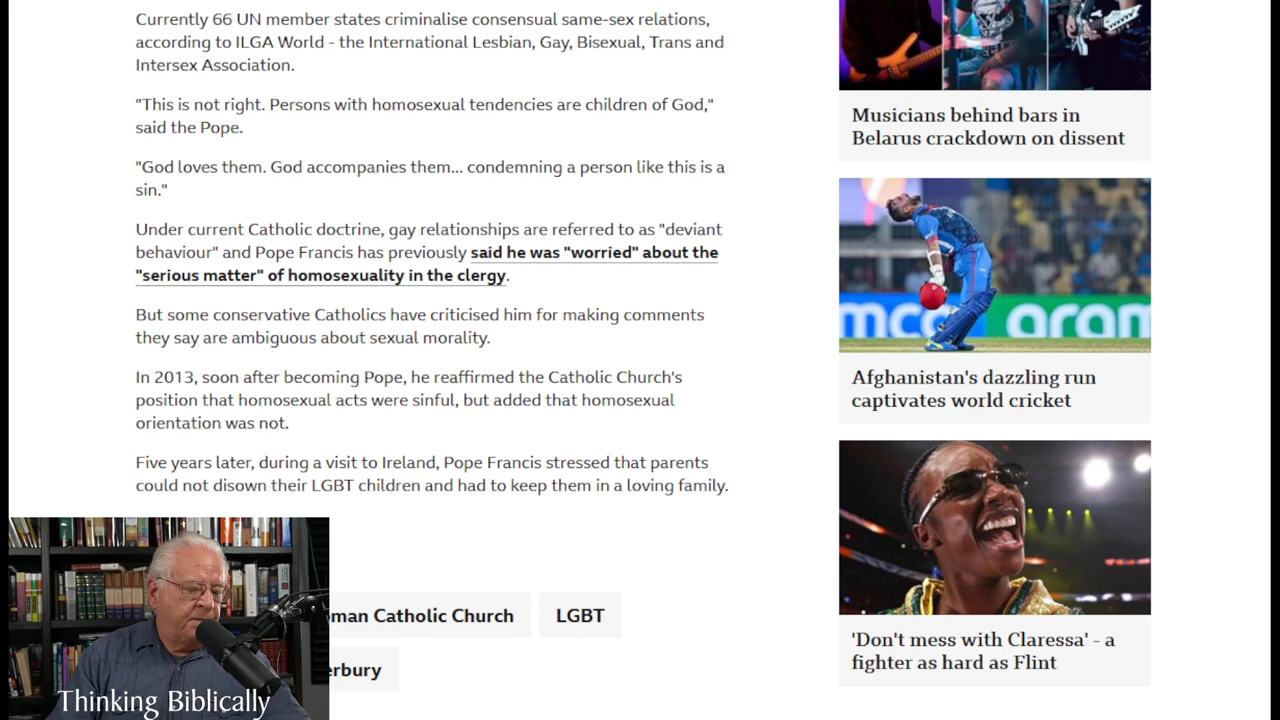 Currently 66 UN member states criminalise consensual same-sex relations,
according to ILGA World - the International Lesbian, Gay, Bisexual, Trans and
Intersex Association.
"This is not right. Persons with homosexual tendencies are children of God,"
said the Pope.
"God loves them. God accompanies them... condemning a person like this is a
sin."
Under current Catholic doctrine, gay relationships are referred to as "deviant
behaviour" and Pope Francis has previously said he was "worried" about the
"serious matter" of homosexuality in the clergy.
But some conservative Catholics have criticised him for making comments
they say are ambiguous about sexual morality.
In 2013, soon after becoming Pope, he reaffirmed the Catholic Church's
position that homosexual acts were sinful, but added that homosexual
orientation was not.
Five years later, during a visit to Ireland, Pope Francis stressed that parents
could not disown their LGBT children and had to keep them in a loving family.
man Catholic Church
LGBT
erbury
Thinking Biblically
Musicians behind bars in
Belarus crackdown on dissent
mco
aram
Afghanistan's dazzling run
captivates world cricket
'Don't mess with Claressa' - a
fighter as hard as Flint